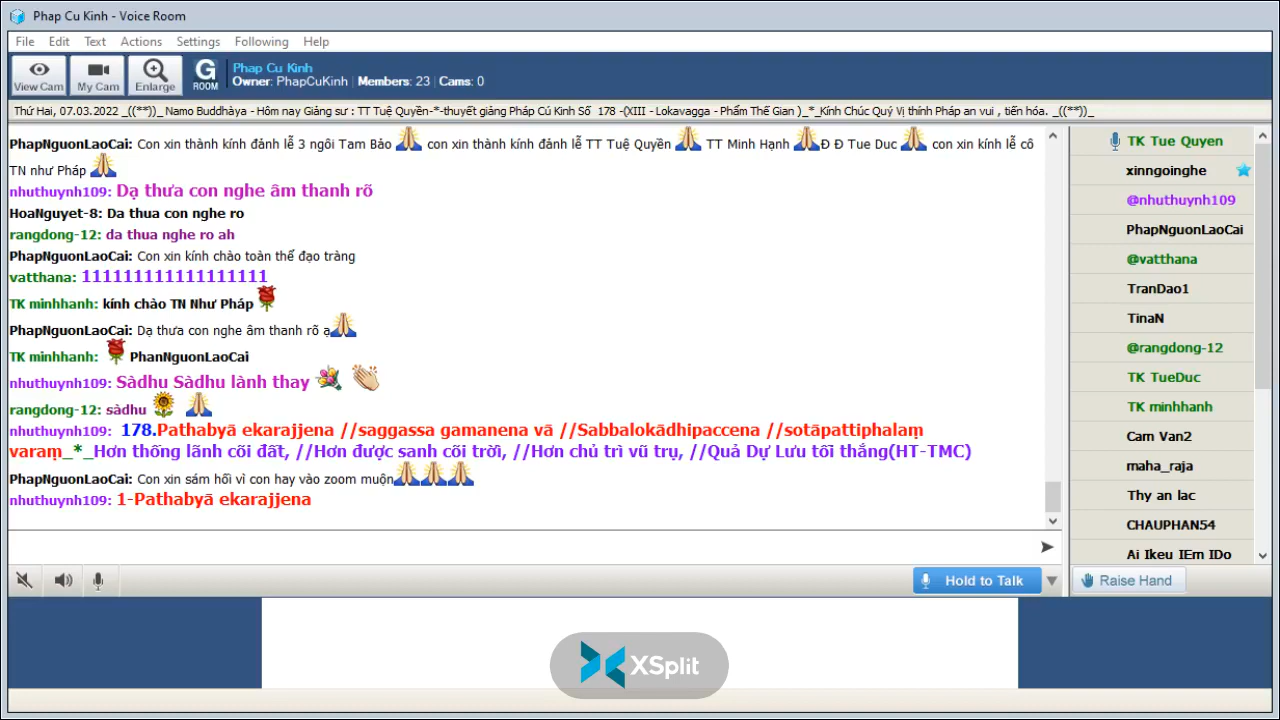 Phap Cu Kinh - Voice Room
File Edit Text Actions Settings Following Help
View Cam My Cam Enlarge G ROOM
Phap Cu Kinh
Owner: PhapCuKinh | Members: 23 | Cams: 0
Thứ Hai, 07.03.2022 _((**))_ Namo Buddhàya - Hôm nay Giảng sư : TT Tuệ Quyền-*-thuyết giảng Pháp Cú Kinh Số 178 -(XIII - Lokavagga - Phẩm Thế Gian )_*_Kính Chúc Quý Vị thính Pháp an vui , tiến hóa. _((**))_
PhapNguonLaoCai: Con xin thành kính đảnh lễ 3 ngôi Tam Bảo con xin thành kính đảnh lễ TT Tuệ Quyền TT Minh Hạnh Đ Đ Tue Duc con xin kính lễ cô
TN như Pháp
nhuthuynh109: Dạ thưa con nghe âm thanh rõ
HoaNguyet-8: Da thua con nghe ro
rangdong-12: da thua nghe ro ah
PhapNguonLaoCai: Con xin kính chào toàn thể đạo tràng
vatthana: 1111111111111111111
TK minhhanh: kính chào TN Như Pháp
PhapNguonLaoCai: Dạ thưa con nghe âm thanh rõ ạ
TK minhhanh: PhanNguonLaoCai
nhuthuynh109: Sàdhu Sàdhu lành thay
rangdong-12: sàdhu
nhuthuynh109: 178.Pathabyā ekarajjena //saggassa gamanena vā //Sabbalokādhipaccena //sotāpattiphalaṃ
varaṃ_*_Hơn thống lãnh cõi đất, //Hơn được sanh cõi trời, //Hơn chủ trì vũ trụ, //Quả Dự Lưu tối thắng(HT-TMC)
PhapNguonLaoCai: Con xin sám hối vì con hay vào zoom muộn
nhuthuynh109: 1-Pathabyā ekarajjena
TK Tue Quyen
xinngoinghe
@nhuthuynh109
PhapNguonLaoCai
@vatthana
TranDao1
TinaN
@rangdong-12
TK TueDuc
TK minhhanh
Cam Van2
maha_raja
Thy an lac
CHAUPHAN54
Ai Ikeu IEm IDo
Hold to Talk
Raise Hand
XSplit